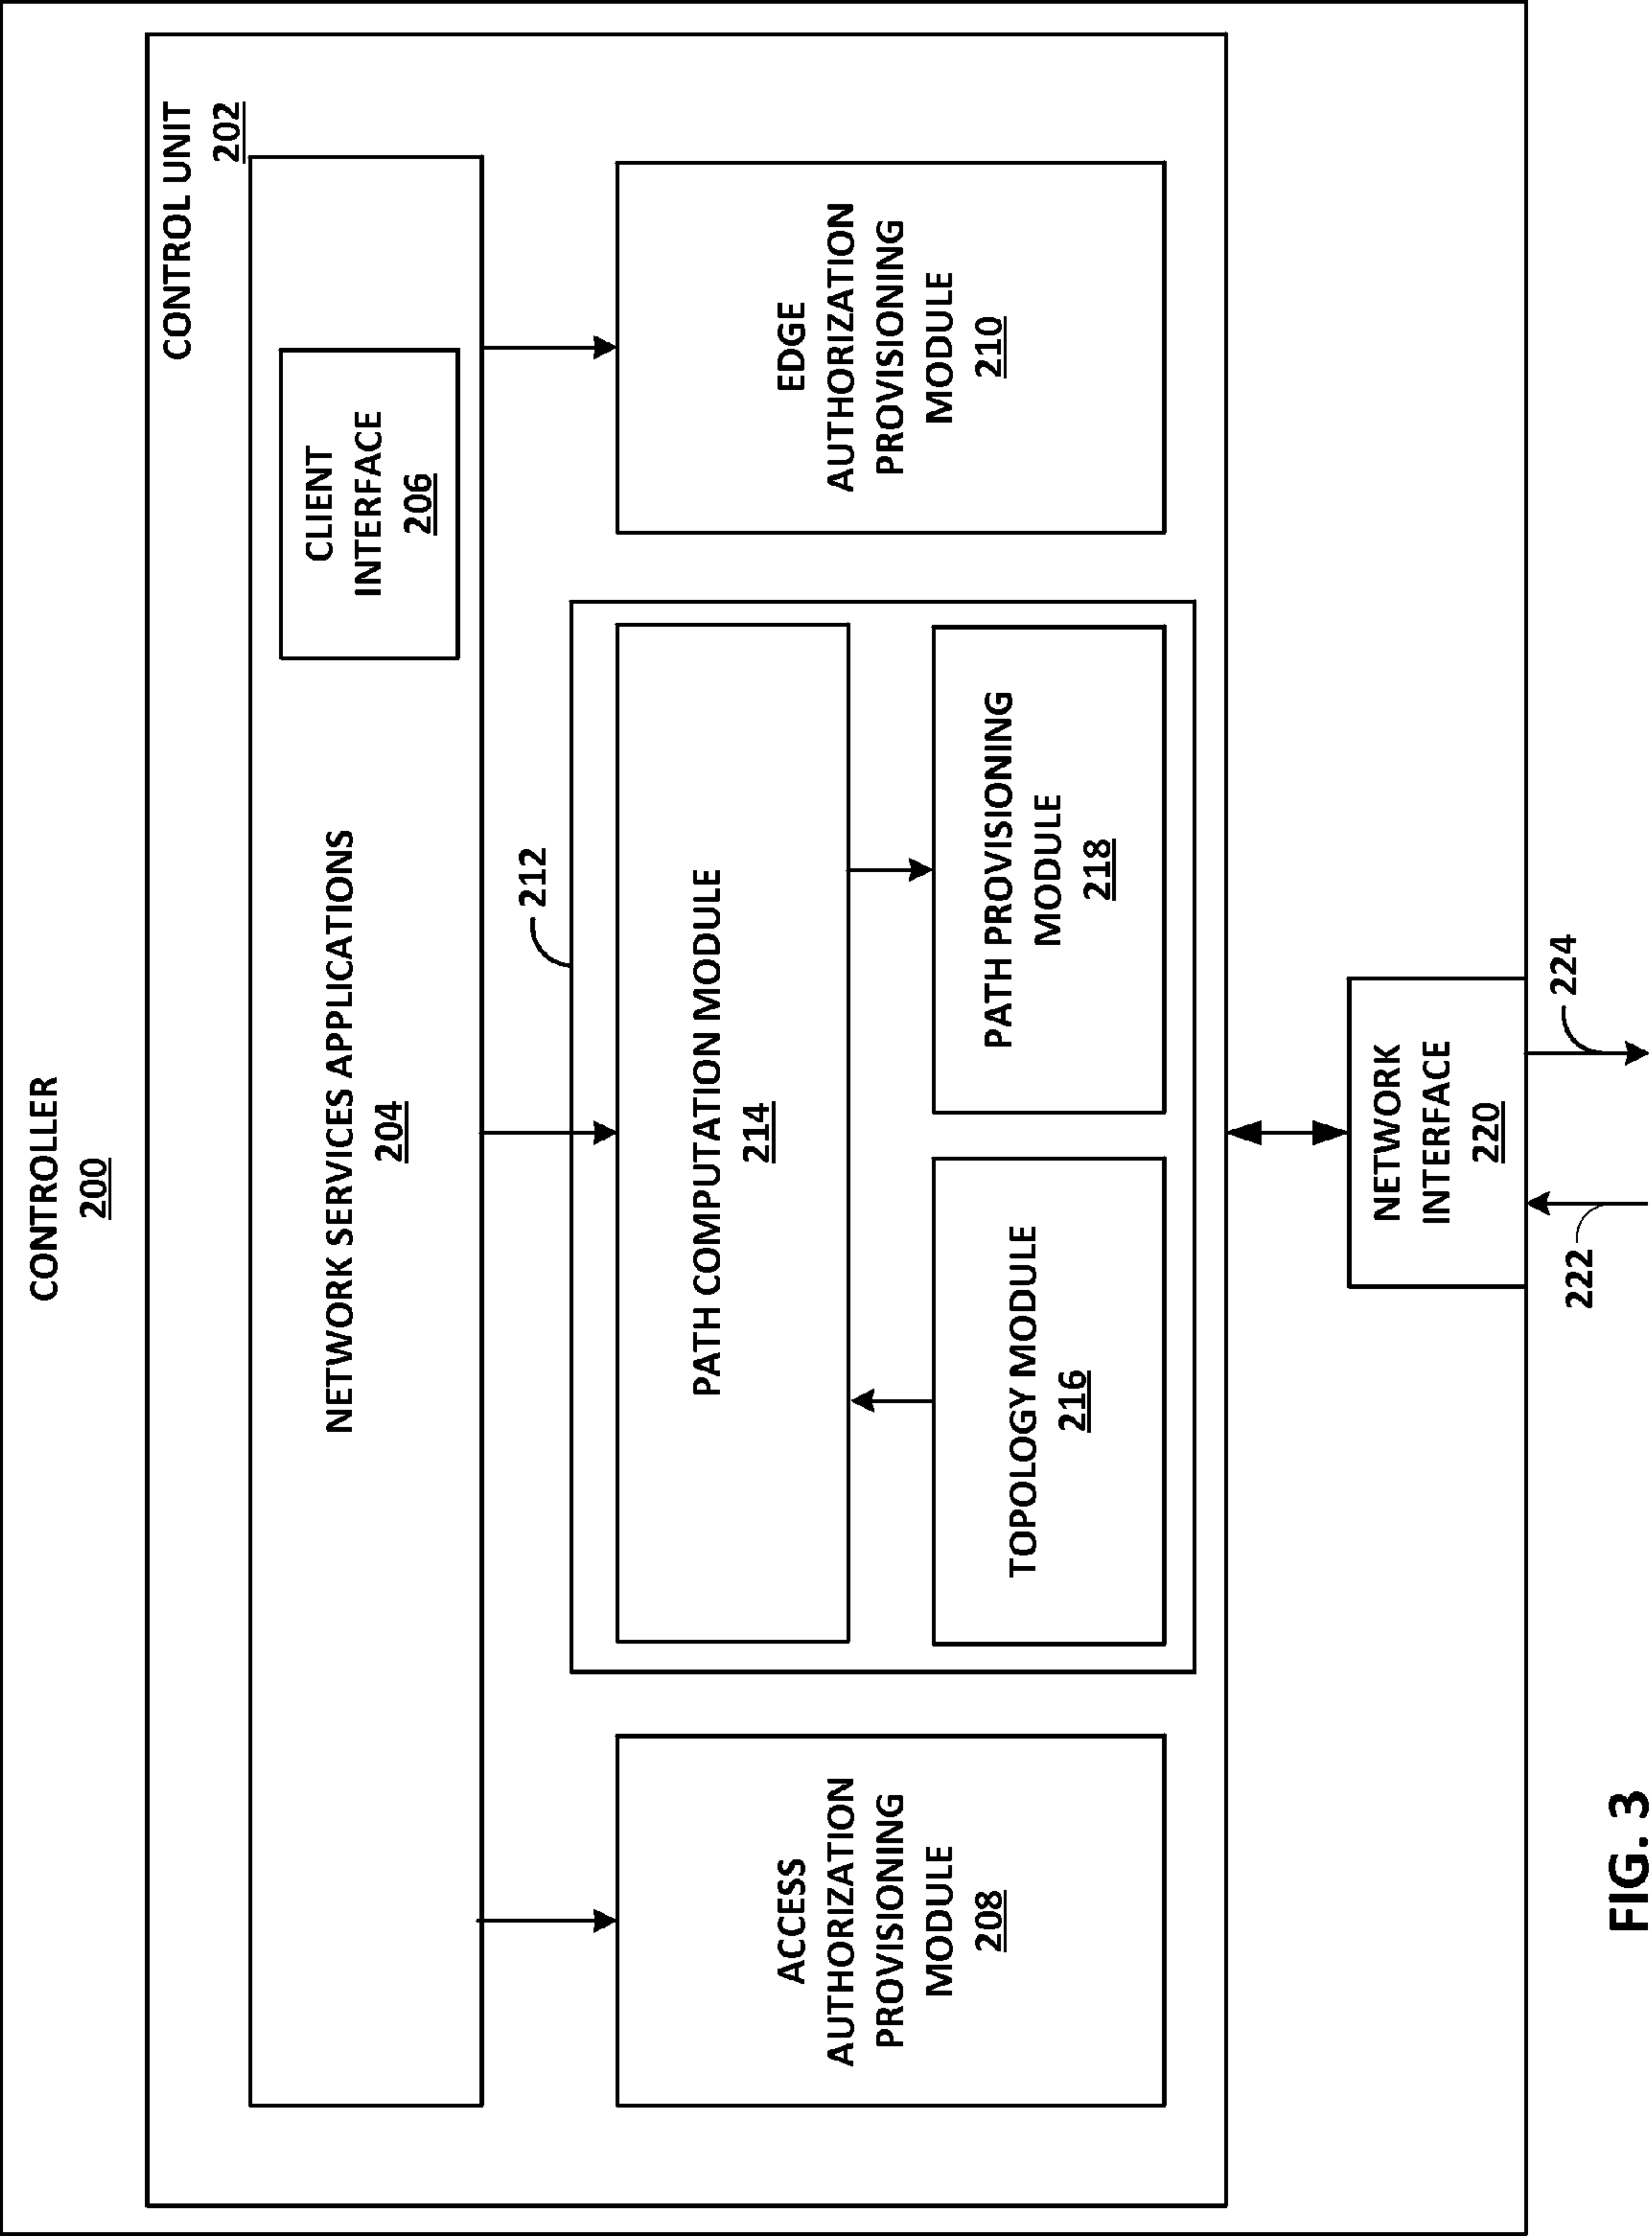 CONTROLLER
200
CONTROL UNIT
202
NETWORK SERVICES APPLICATIONS
204
CLIENT
INTERFACE
206
212
ACCESS
AUTHORIZATION
PROVISIONING
MODULE
208
PATH COMPUTATION MODULE
214
TOPOLOGY MODULE
216
PATH PROVISIONING
MODULE
218
EDGE
AUTHORIZATION
PROVISIONING
MODULE
210
NETWORK
INTERFACE
220
222
224
FIG. 3